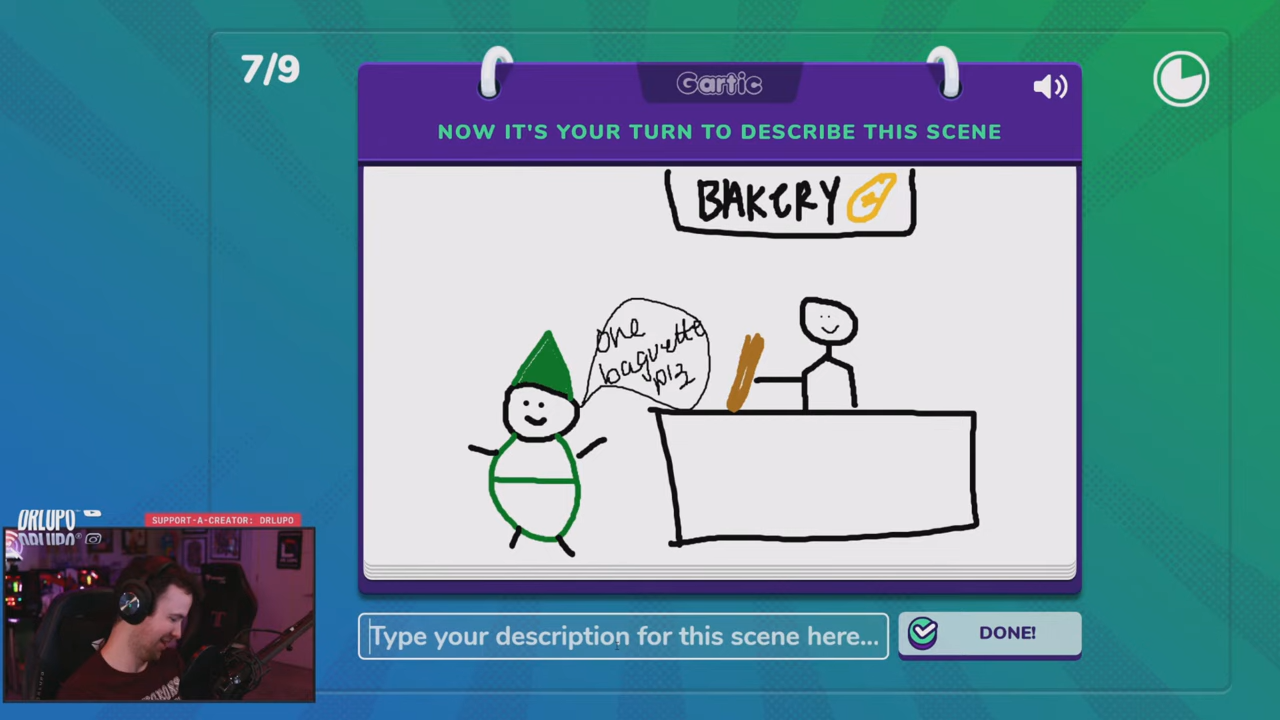 7/9
Gartic
NOW IT'S YOUR TURN TO DESCRIBE THIS SCENE
BAKERY
one
baguette
plz
DRLUPO
DRLUPO
SUPPORT-A-CREATOR: DRLUPO
Type your description for this scene here...
DONE!